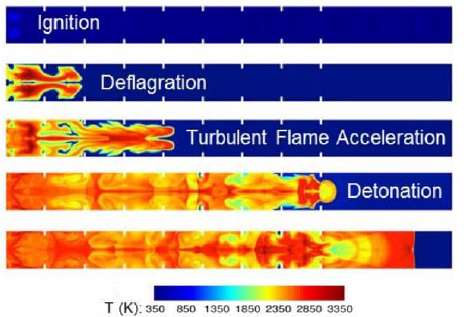 Ignition
Deflagration
Turbulent Flame Acceleration
Detonation
T (K): 350 850 1350 1850 2350 2850 3350